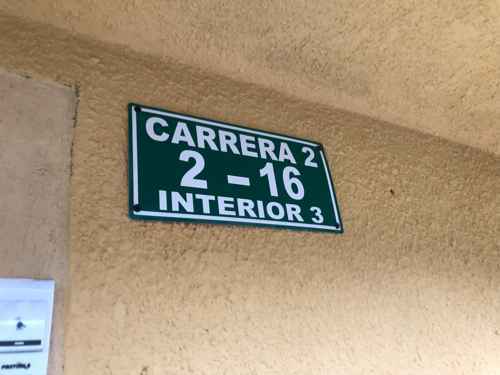 CARRERA 2
2 - 16
INTERIOR 3